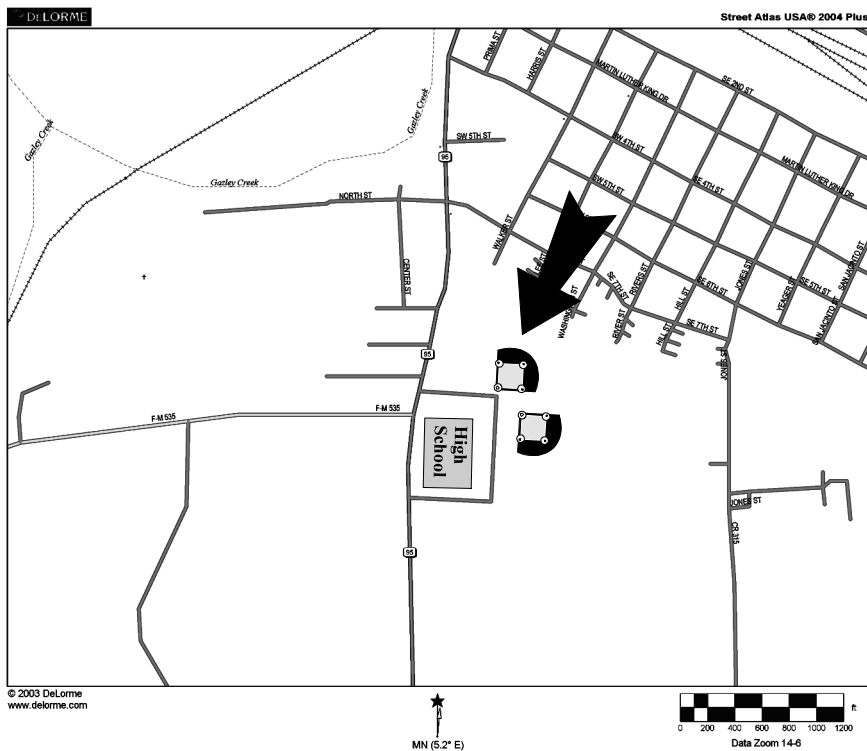 DELORME
Street Atlas USA® 2004 Plus
PRIMA ST
HARRIS ST
MARTIN LUTHER KING DR
SE 2ND ST
Gazley Creek
Gazley Creek
SW 5TH ST
95
SW 4TH ST
MARTIN LUTHER KING DR
Gazley Creek
NORTH ST
SW 5TH ST
SE 4TH ST
WALKER ST
CENTER ST
SE 7TH ST
RIVERS ST
SE 6TH ST
JONES ST
SE 5TH ST
SAN JACINTO ST
HILL ST
YEAGER ST
RIVER ST
HILL ST
SE 7TH ST
SAN JACINTO ST
95
JONES ST
F-M 535
F-M 535
High
School
JONES ST
CR 315
95
© 2003 DeLorme
www.delorme.com
MN (5.2° E)
ft
0 200 400 600 800 1000 1200
Data Zoom 14-6